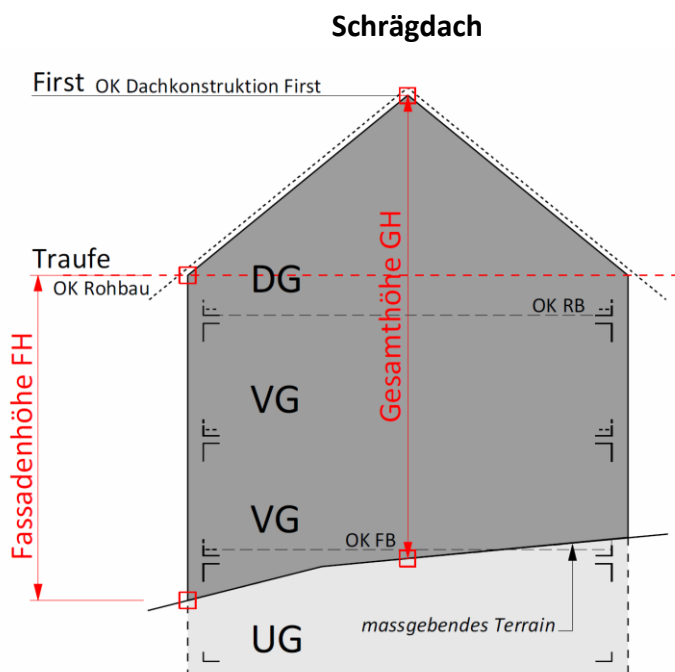 Schrägdach
First OK Dachkonstruktion First
Traufe
OK Rohbau
DG
OK RB
Gesamthöhe GH
Fassadenhöhe FH
VG
VG
OK FB
massgebendes Terrain
UG